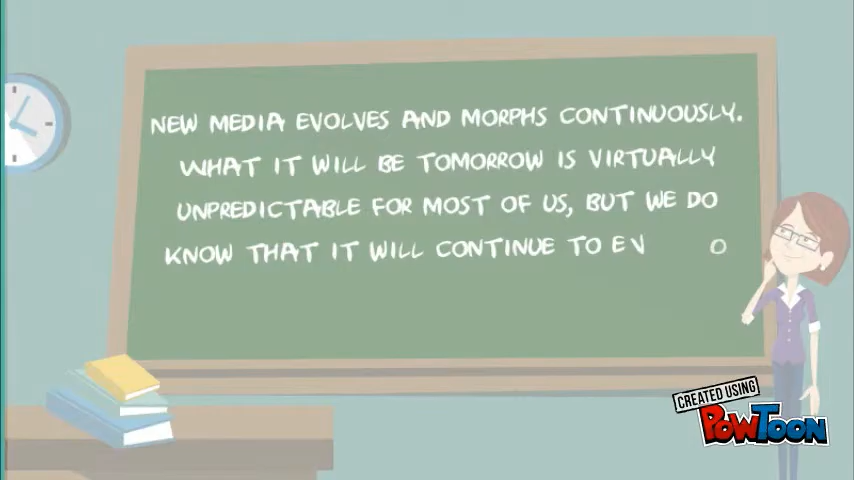 NEW MEDIA EVOLVES AND MORPHS CONTINUOUSLY.
WHAT IT WILL BE TOMORROW IS VIRTUALLY
UNPREDICTABLE FOR MOST OF US, BUT WE DO
KNOW THAT IT WILL CONTINUE TO EV O
CREATED USING
POWTOON